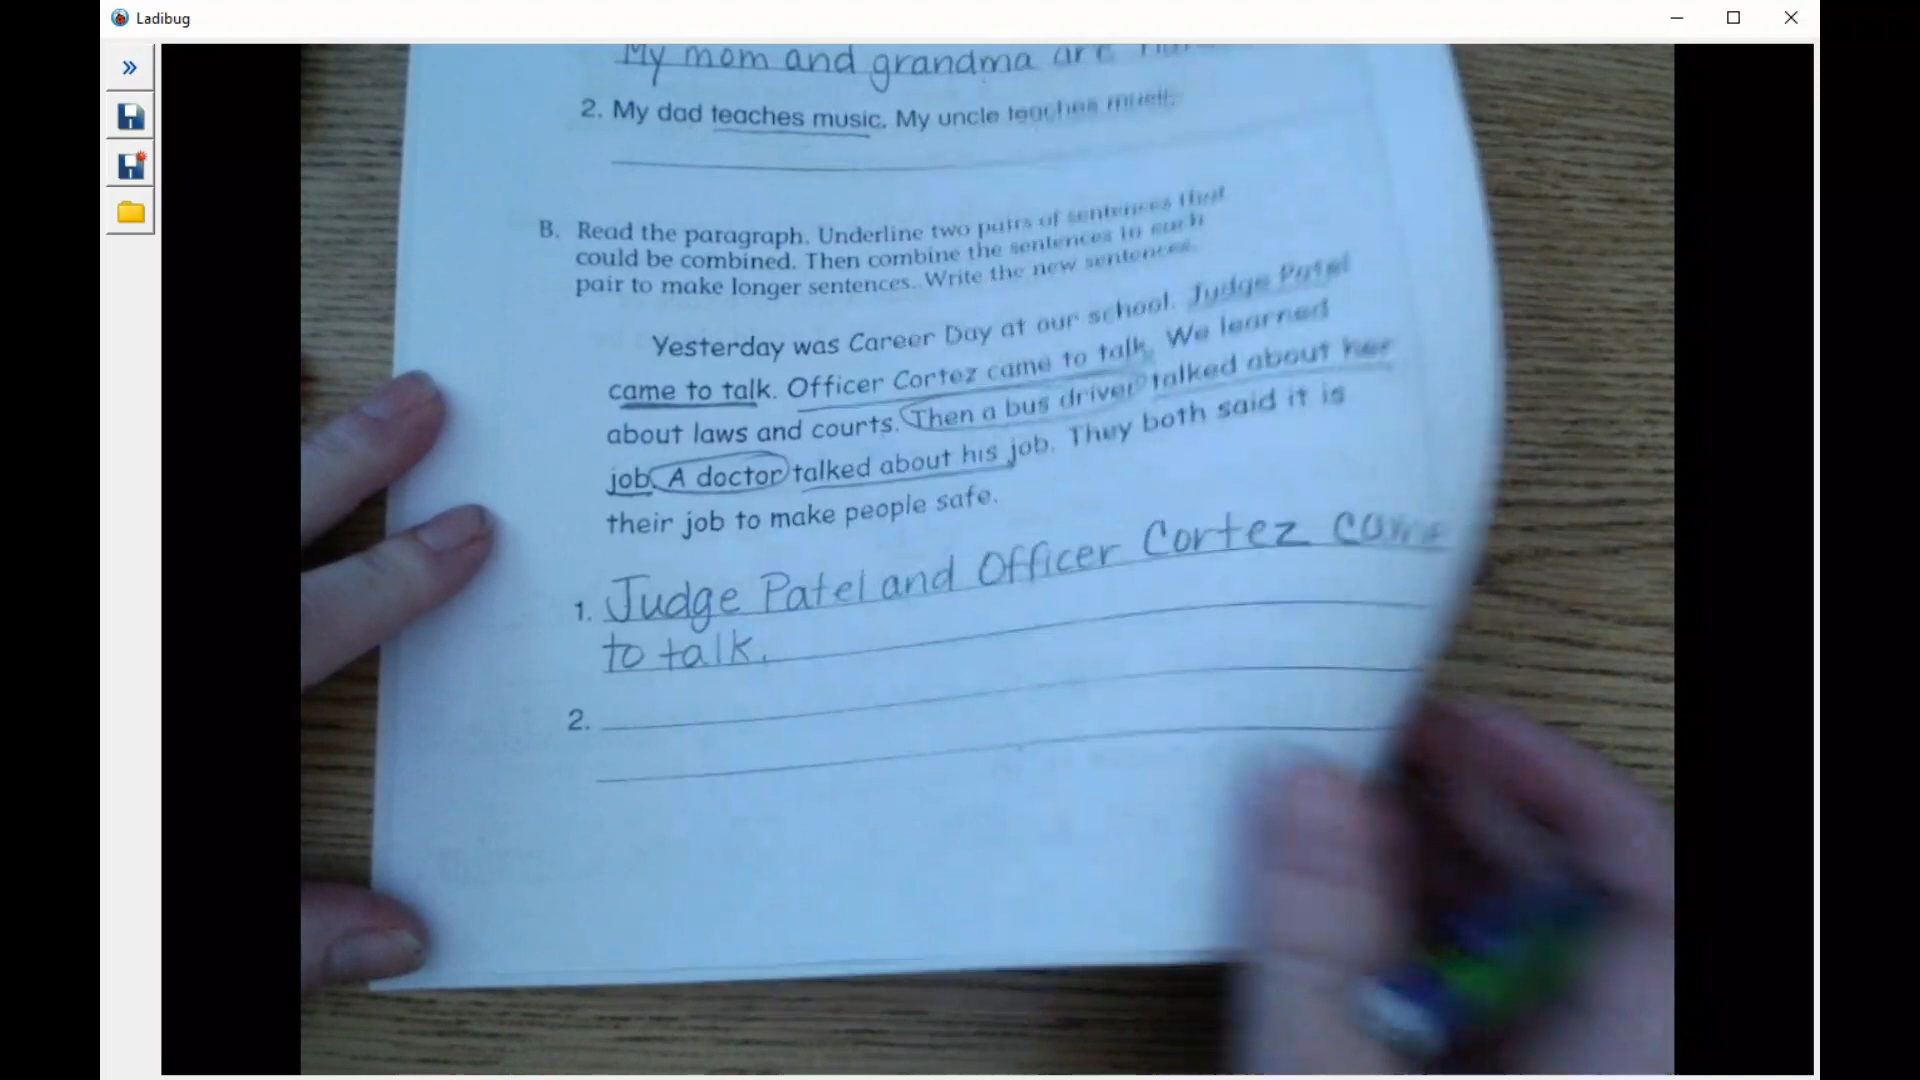 Ladibug
My mom and grandma are
2. My dad teaches music. My uncle teaches music.
B. Read the paragraph. Underline two pairs of sentences that
could be combined. Then combine the sentences in each
pair to make longer sentences. Write the new sentences.
Yesterday was Career Day at our school. Judge Patel
came to talk. Officer Cortez came to talk. We learned
about laws and courts. Then a bus driver talked about her
job. A doctor talked about his job. They both said it is
their job to make people safe.
1. Judge Patel and Officer Cortez came
to talk.
2.